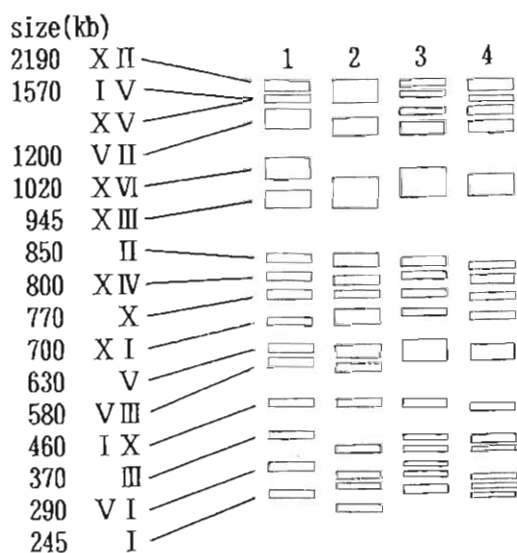 size(kb)
1 2 3 4
2190 XII
1570 IV
XV
1200 VII
1020 XVI
945 XIII
850 II
800 XIV
770 X
700 XI
630 V
580 VIII
460 IX
370 III
290 VI
245 I